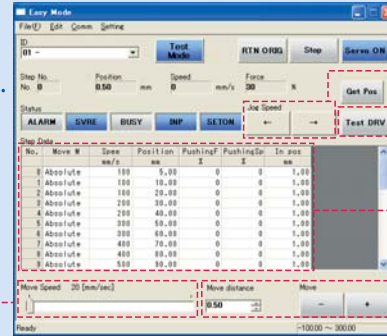 Easy Mode
File(F) Edit Comm Setting
ID
01 -
Test Mode
RTN ORIG
Stop
Servo ON
Step No. Position Speed Force
No. 0 0.50 mm 0 mm/s 30 %
Get Pos
Status
Jog Speed
ALARM SVRE BUSY INP SETON ← → Test DRV
Step Data
No. Move M Spee Position PushingF PushingSp In pos
mm/s mm % % mm
0 Absolute 100 5.00 0 0 1.00
1 Absolute 100 10.00 0 0 1.00
2 Absolute 200 20.00 0 0 1.00
3 Absolute 200 30.00 0 0 1.00
4 Absolute 200 40.00 0 0 1.00
5 Absolute 300 50.00 0 0 1.00
6 Absolute 300 60.00 0 0 1.00
7 Absolute 400 70.00 0 0 1.00
8 Absolute 400 80.00 0 0 1.00
9 Absolute 500 90.00 0 0 1.00
Move Speed 20 [mm/sec]
Move distance Move
0.50 - +
Ready -100.00 ~ 300.00